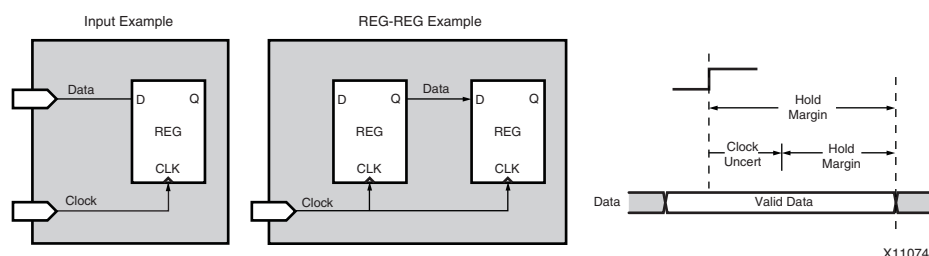 Input Example
Data
D Q
REG
CLK
Clock
REG-REG Example
Data
D Q
REG
CLK
D Q
REG
CLK
Clock
Hold
Margin
Clock
Uncert
Hold
Margin
Data
Valid Data
X11074